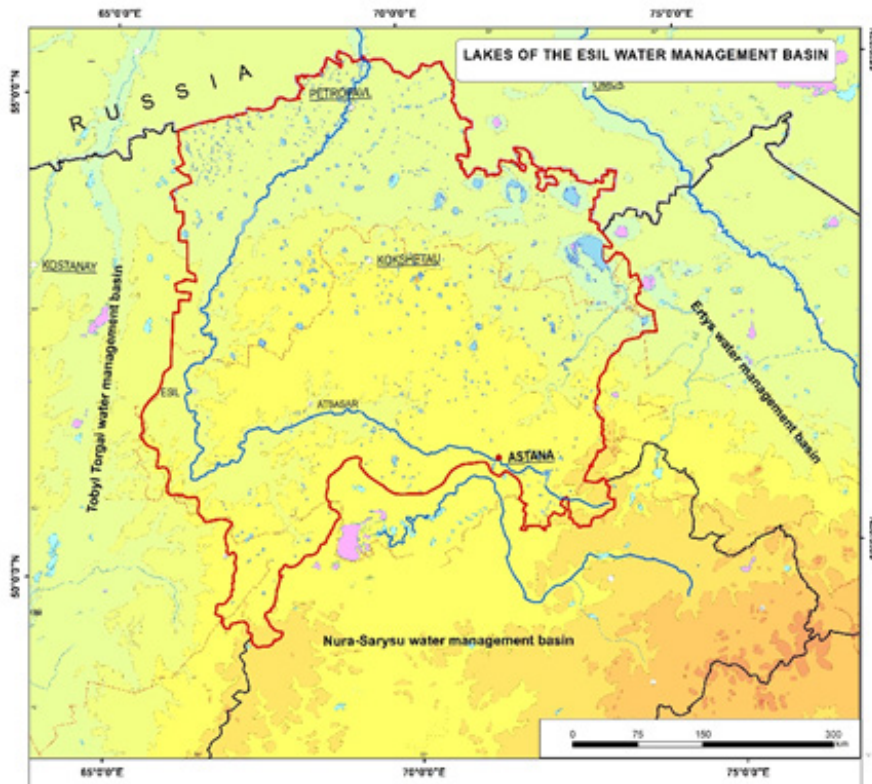 65°0'0"E 70°0'0"E 75°0'0"E
LAKES OF THE ESIL WATER MANAGEMENT BASIN
55°0'0"N
RUSSIA
PETROPAVL
KOSTANAY
KOKSHETAU
Tobyl Torgai water management basin
Ertys water management basin
ESIL
ATBASAR
ASTANA
50°0'0"N
Nura-Sarysu water management basin
0 75 150 300
65°0'0"E 70°0'0"E 75°0'0"E